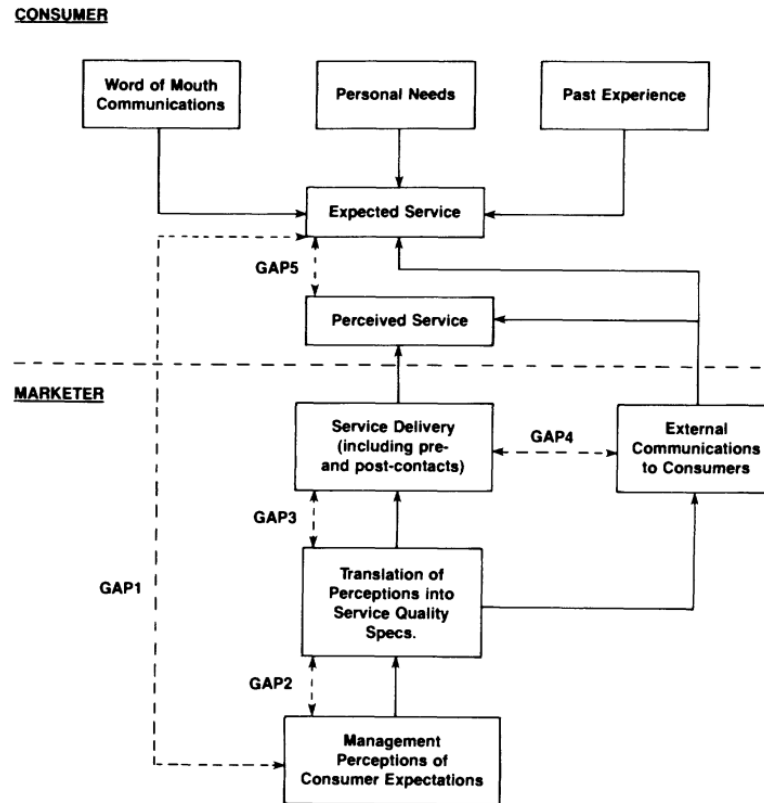 CONSUMER
Word of Mouth
Communications
Personal Needs
Past Experience
Expected Service
GAP5
Perceived Service
MARKETER
Service Delivery
(including pre-
and post-contacts)
GAP4
External
Communications
to Consumers
GAP3
GAP1
Translation of
Perceptions into
Service Quality
Specs.
GAP2
Management
Perceptions of
Consumer Expectations